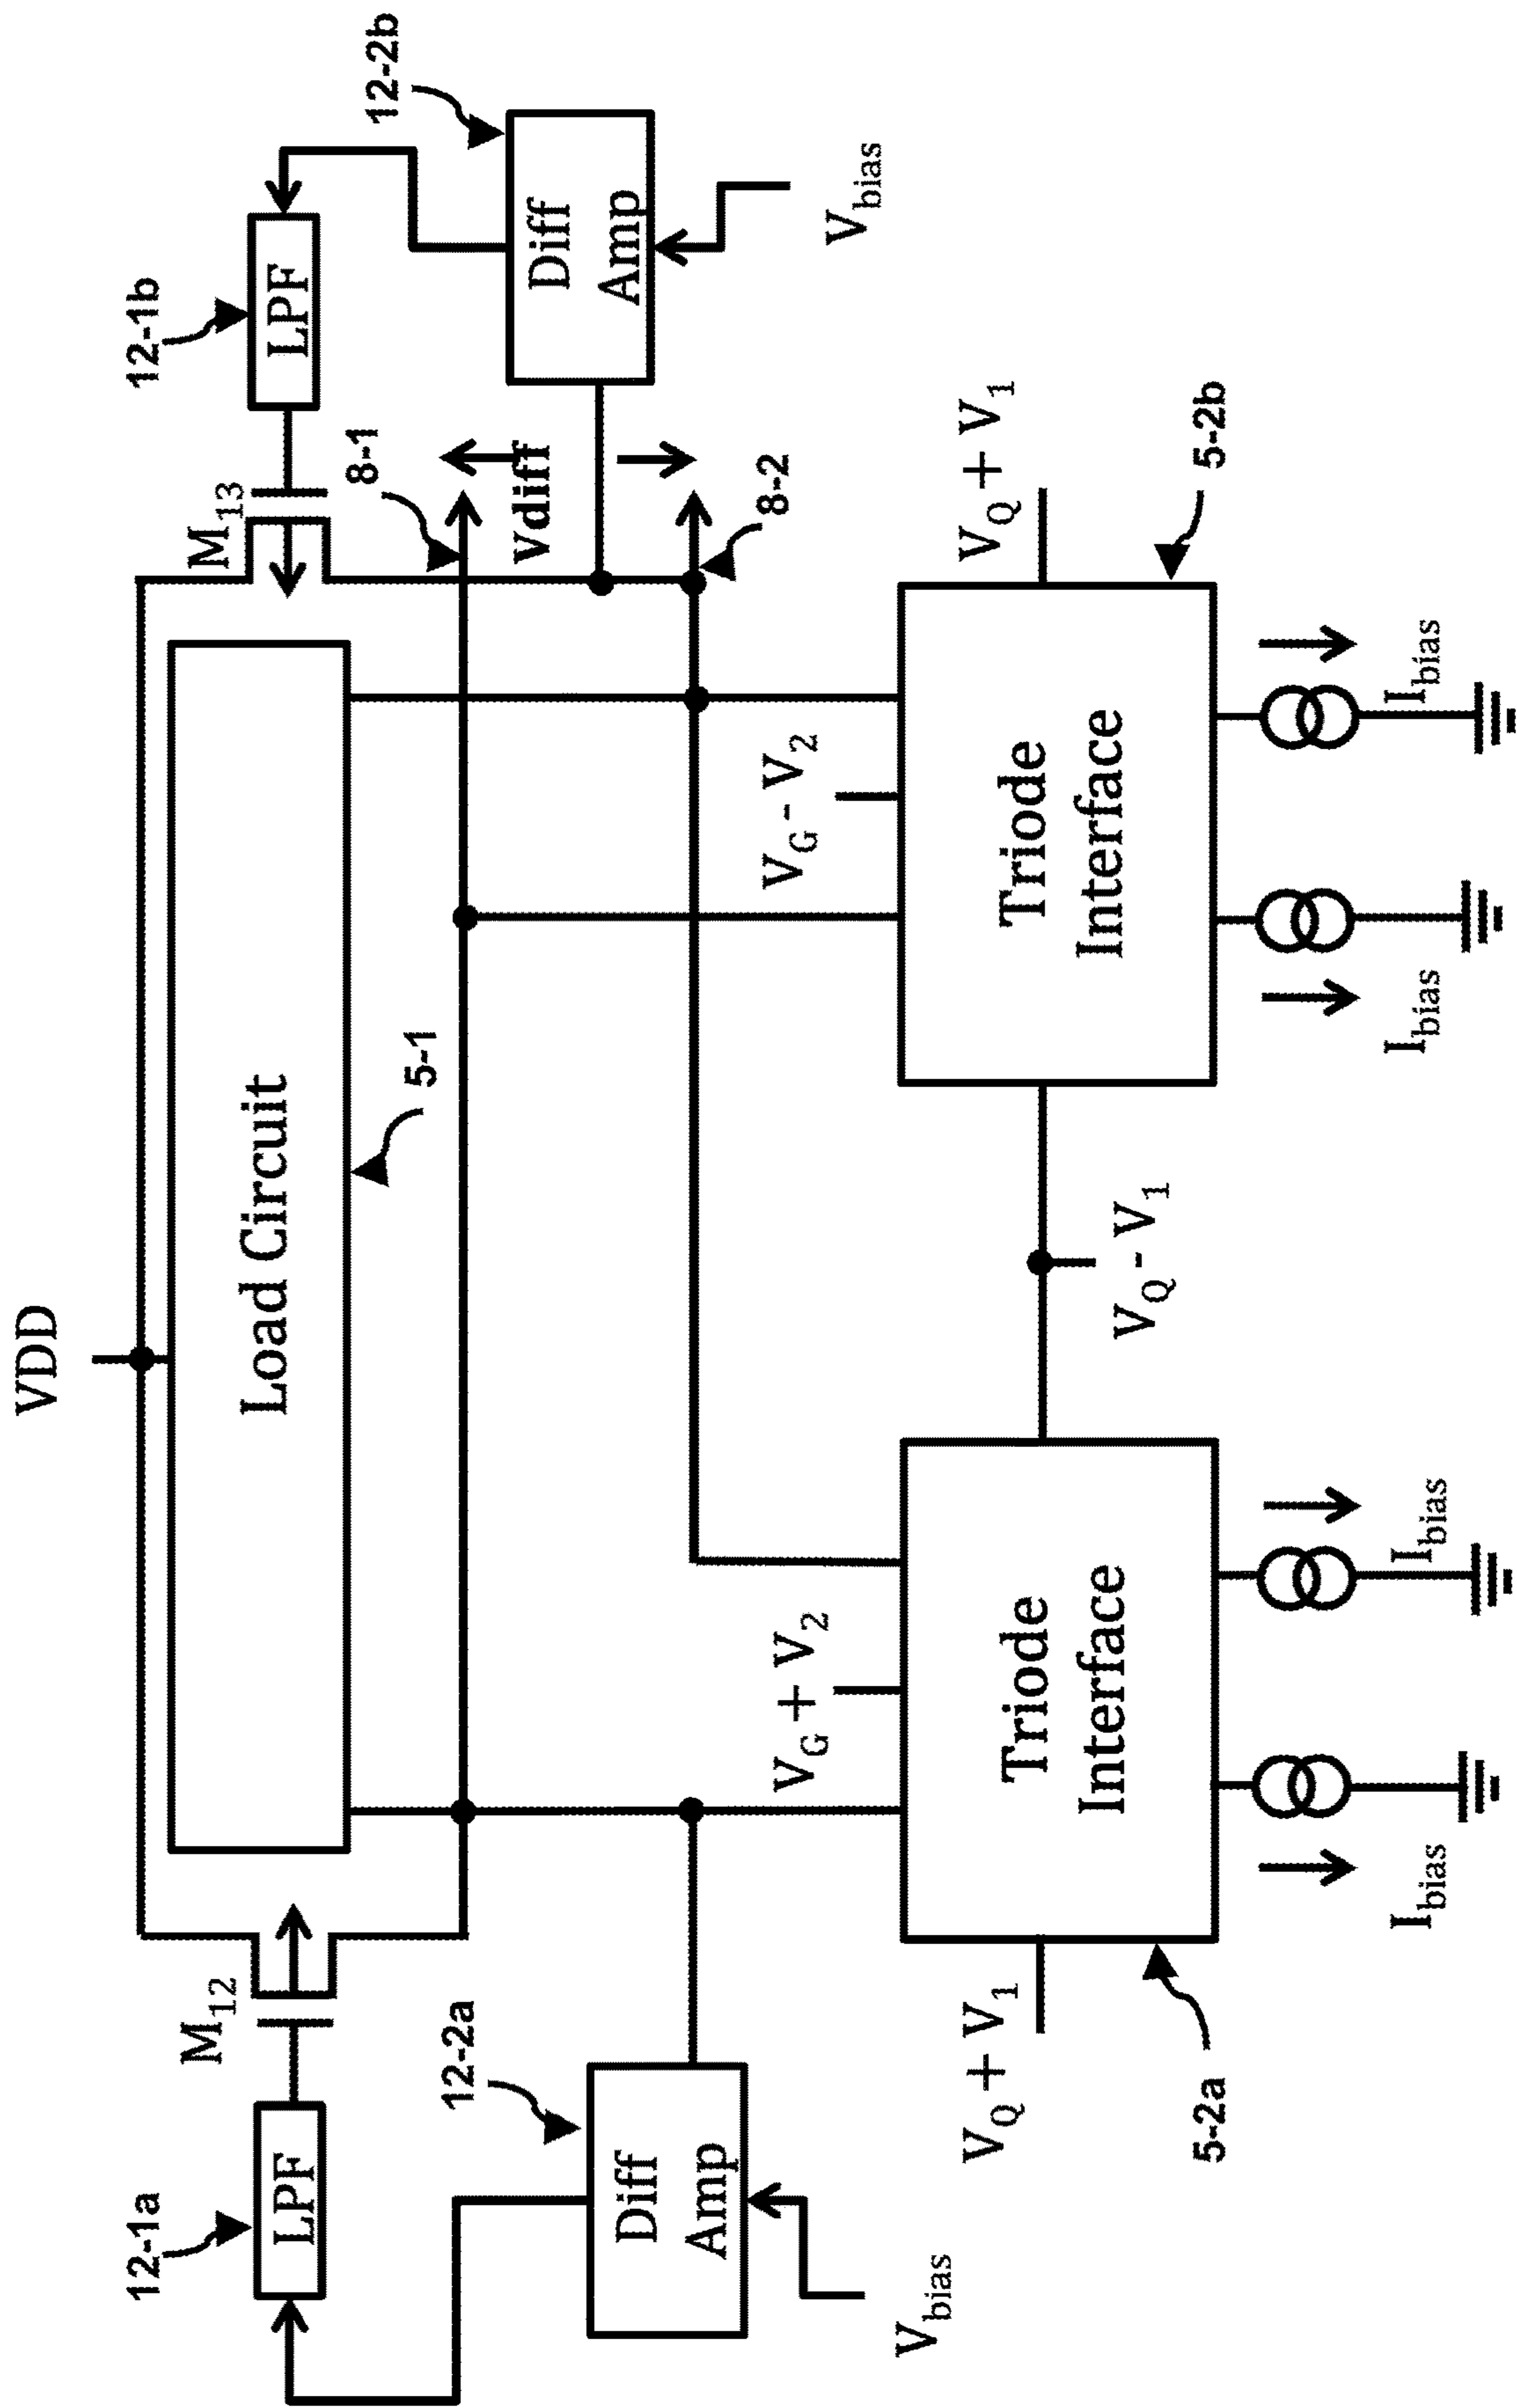 VDD
12-1a
LPF
M12
Load Circuit
5-1
M13
12-1b
LPF
12-2b
8-1
Vdiff
8-2
Diff
Amp
Vbias
12-2a
Diff
Amp
Vbias
VG + V2
VG - V2
VQ + V1
Triode
Interface
VQ - V1
Triode
Interface
VQ + V1
5-2a
5-2b
Ibias
Ibias
Ibias
Ibias